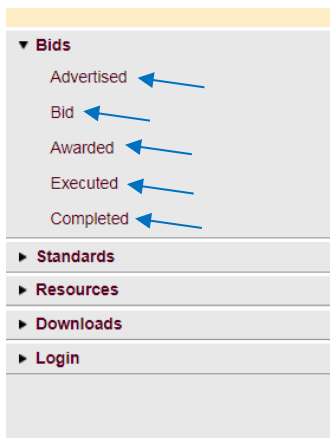 Bids
Advertised
Bid
Awarded
Executed
Completed
Standards
Resources
Downloads
Login